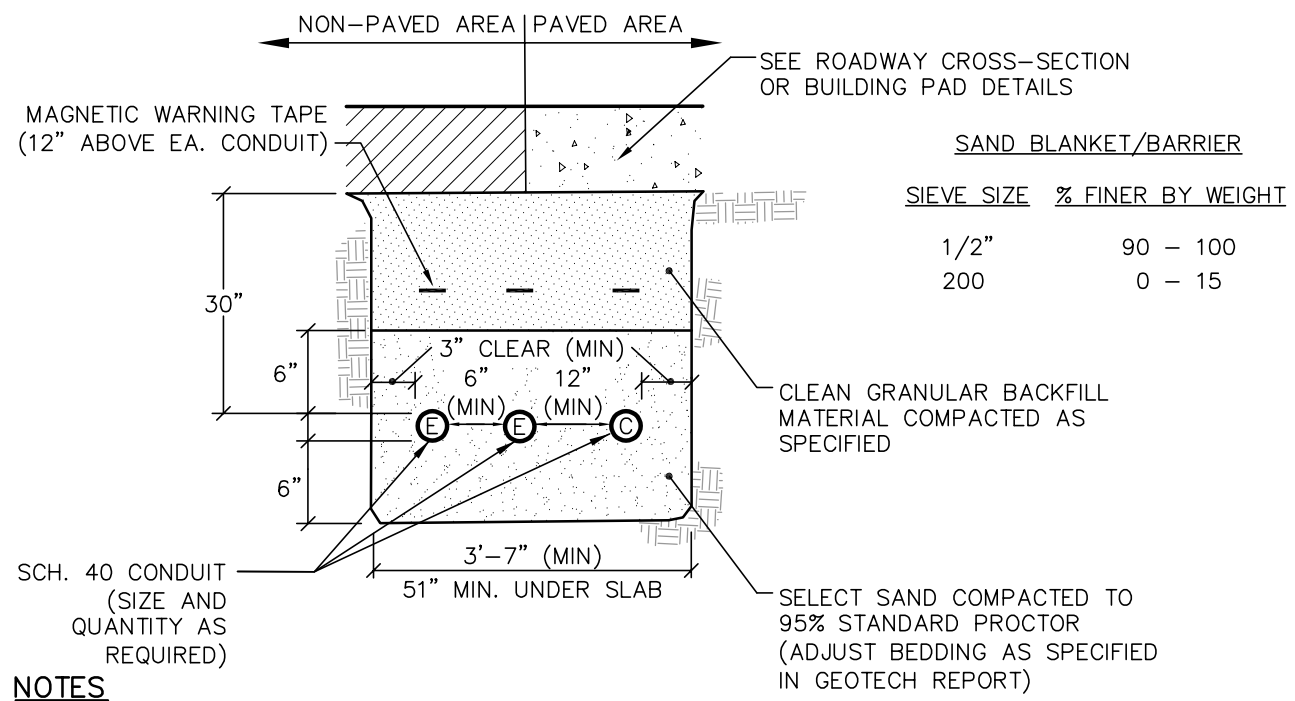 NON-PAVED AREA
PAVED AREA
SEE ROADWAY CROSS-SECTION
OR BUILDING PAD DETAILS
MAGNETIC WARNING TAPE
(12" ABOVE EA. CONDUIT)
SAND BLANKET/BARRIER
SIEVE SIZE % FINER BY WEIGHT
1/2" 90 - 100
200 0 - 15
30"
6"
3" CLEAR (MIN)
6"
(MIN)
12"
(MIN)
E
E
C
6"
CLEAN GRANULAR BACKFILL
MATERIAL COMPACTED AS
SPECIFIED
3'-7" (MIN)
51" MIN. UNDER SLAB
SCH. 40 CONDUIT
(SIZE AND
QUANTITY AS
REQUIRED)
SELECT SAND COMPACTED TO
95% STANDARD PROCTOR
(ADJUST BEDDING AS SPECIFIED
IN GEOTECH REPORT)
NOTES